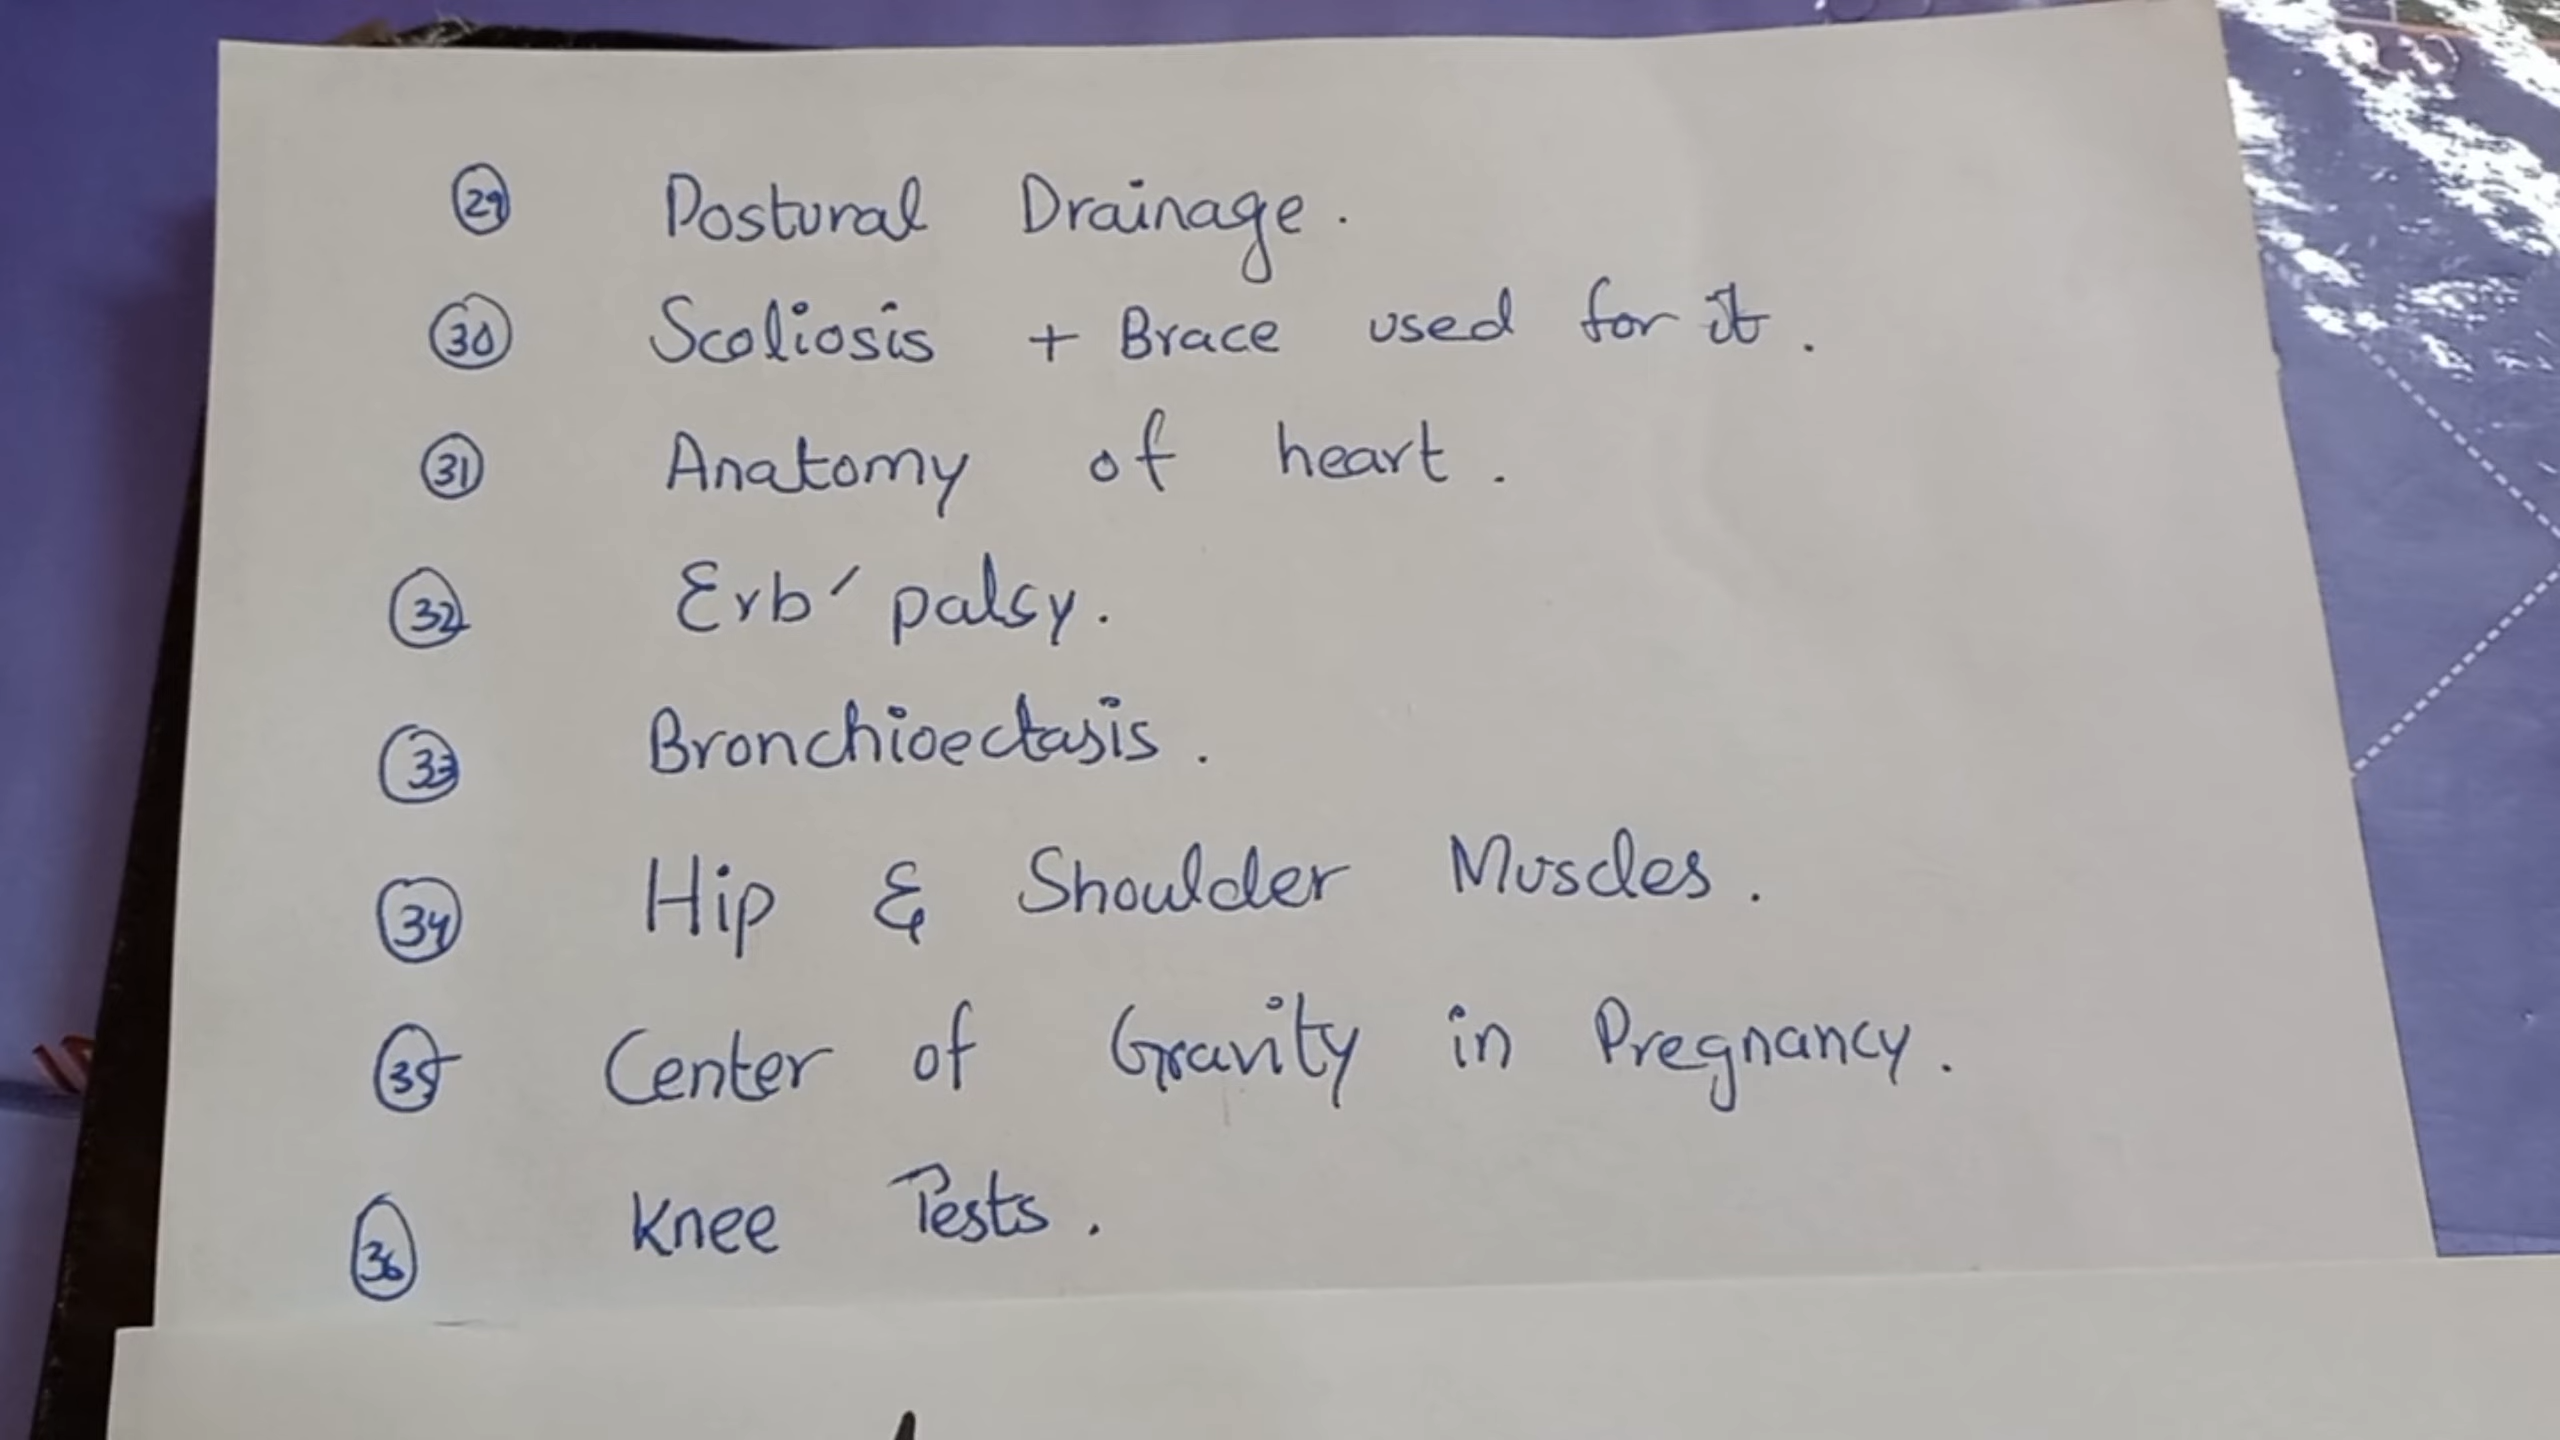 29 Postural Drainage.
30 Scoliosis + Brace used for it.
31 Anatomy of heart.
32 Erb' palsy.
33 Bronchioectasis.
34 Hip & Shoulder Muscles.
35 Center of Gravity in Pregnancy.
36 Knee Tests.